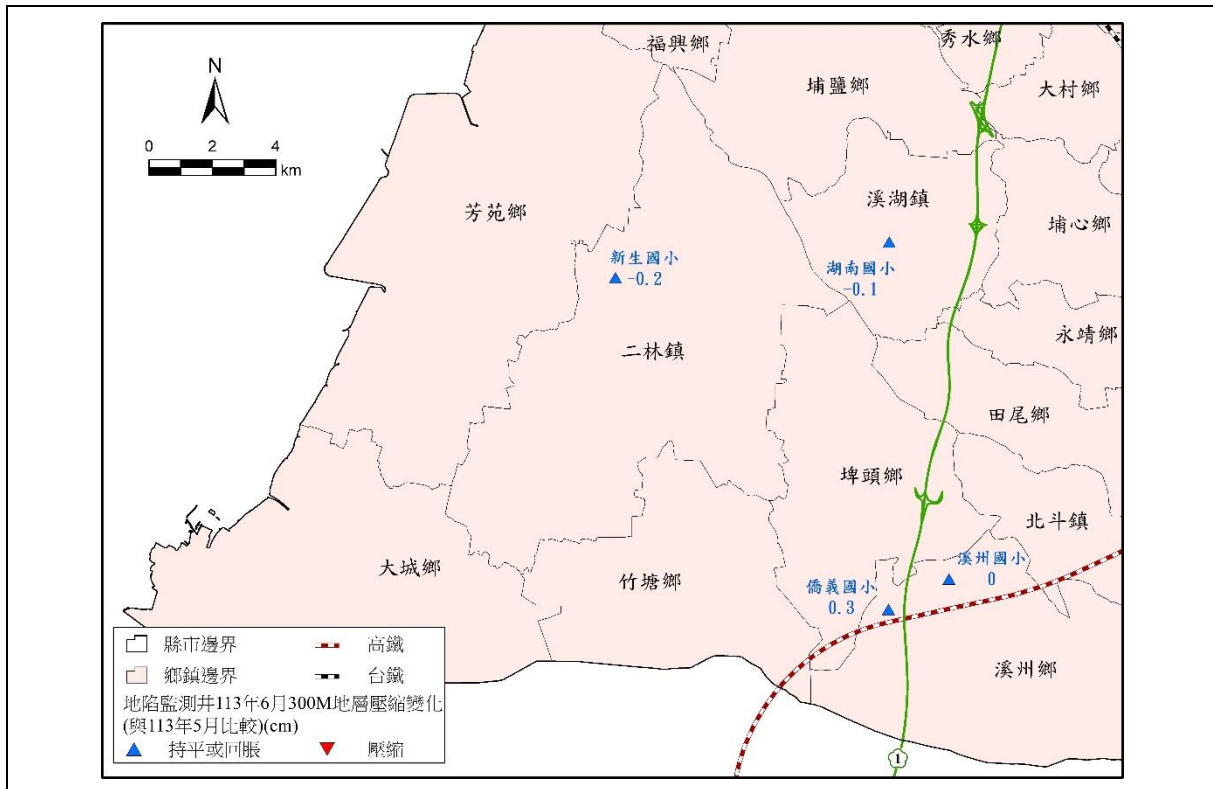 福興鄉
秀水鄉
埔鹽鄉
大村鄉
N
0 2 4
km
溪湖鎮
芳苑鄉
埔心鄉
新生國小
-0.2
湖南國小
-0.1
永靖鄉
二林鎮
田尾鄉
埤頭鄉
北斗鎮
溪州國小
0
大城鄉
竹塘鄉
僑義國小
0.3
溪州鄉
縣市邊界 高鐵
鄉鎮邊界 台鐵
地陷監測井113年6月300M地層壓縮變化
(與113年5月比較)(cm)
持平或回脹 壓縮
1